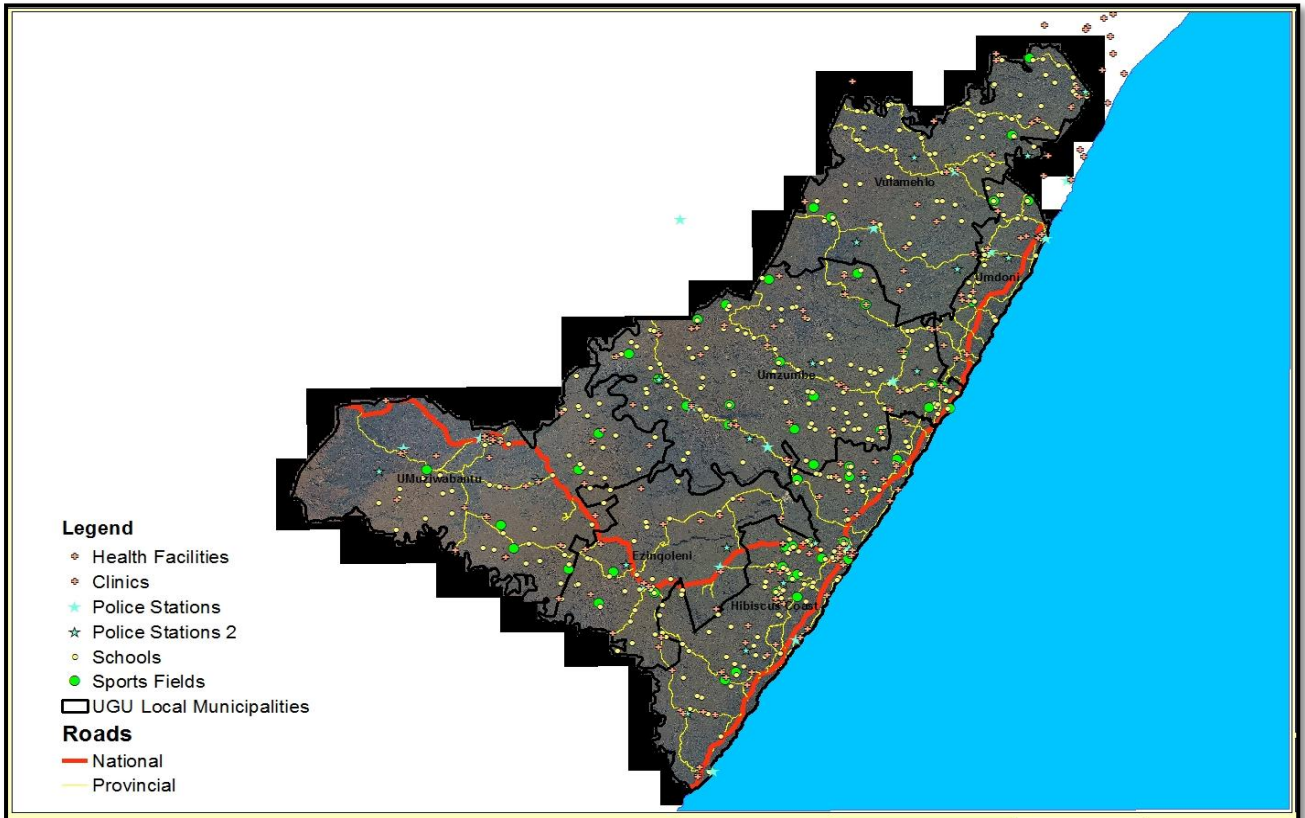 Vulamehlo
Umdoni
Umzumbe
UMuziwabantu
Ezingoleni
Hibiscus Coast
Legend
Health Facilities
Clinics
Police Stations
Police Stations 2
Schools
Sports Fields
UGU Local Municipalities
Roads
National
Provincial